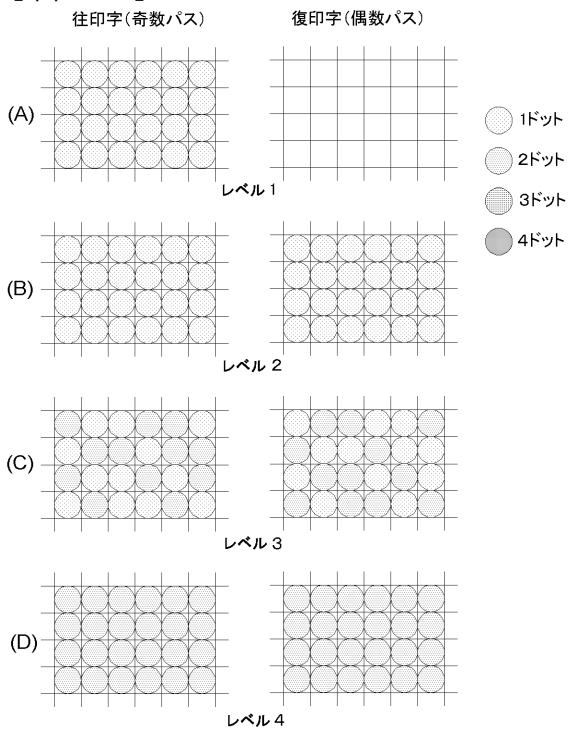 往印字(奇数パス)
復印字(偶数パス)
(A)
レベル 1
1ドット
2ドット
3ドット
4ドット
(B)
レベル 2
(C)
レベル 3
(D)
レベル 4